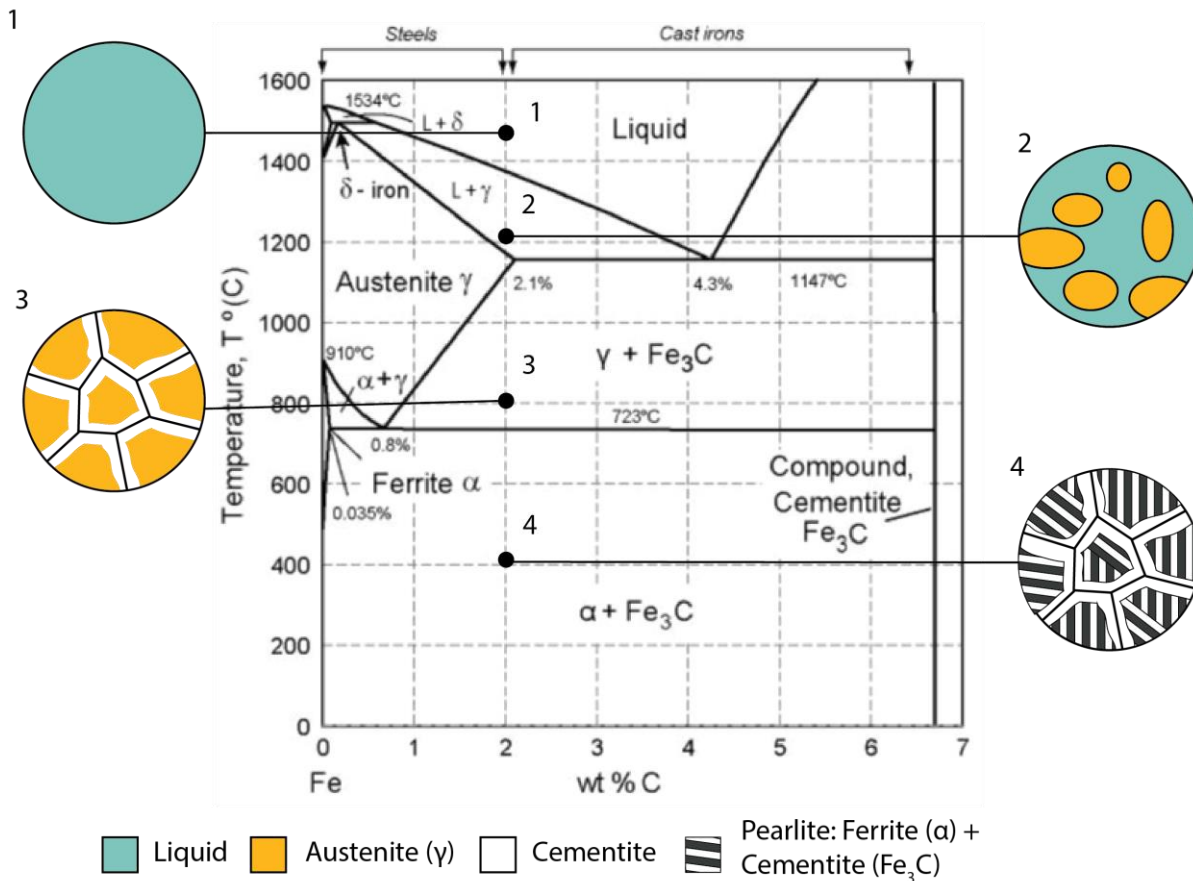 1
Steels
Cast irons
1600
1534ºC
L + δ
1
Liquid
2
1400
δ - iron
L + γ
2
1200
Austenite γ
2.1%
4.3%
1147ºC
3
1000
910ºC
α + γ
γ + Fe₃C
3
800
723ºC
0.8%
Temperature, T º(C)
600
Ferrite α
Compound,
Cementite
Fe₃C
4
0.035%
4
400
α + Fe₃C
200
0
0 1 2 3 4 5 6 7
Fe
wt % C
Liquid
Austenite (γ)
Cementite
Pearlite: Ferrite (α) +
Cementite (Fe₃C)